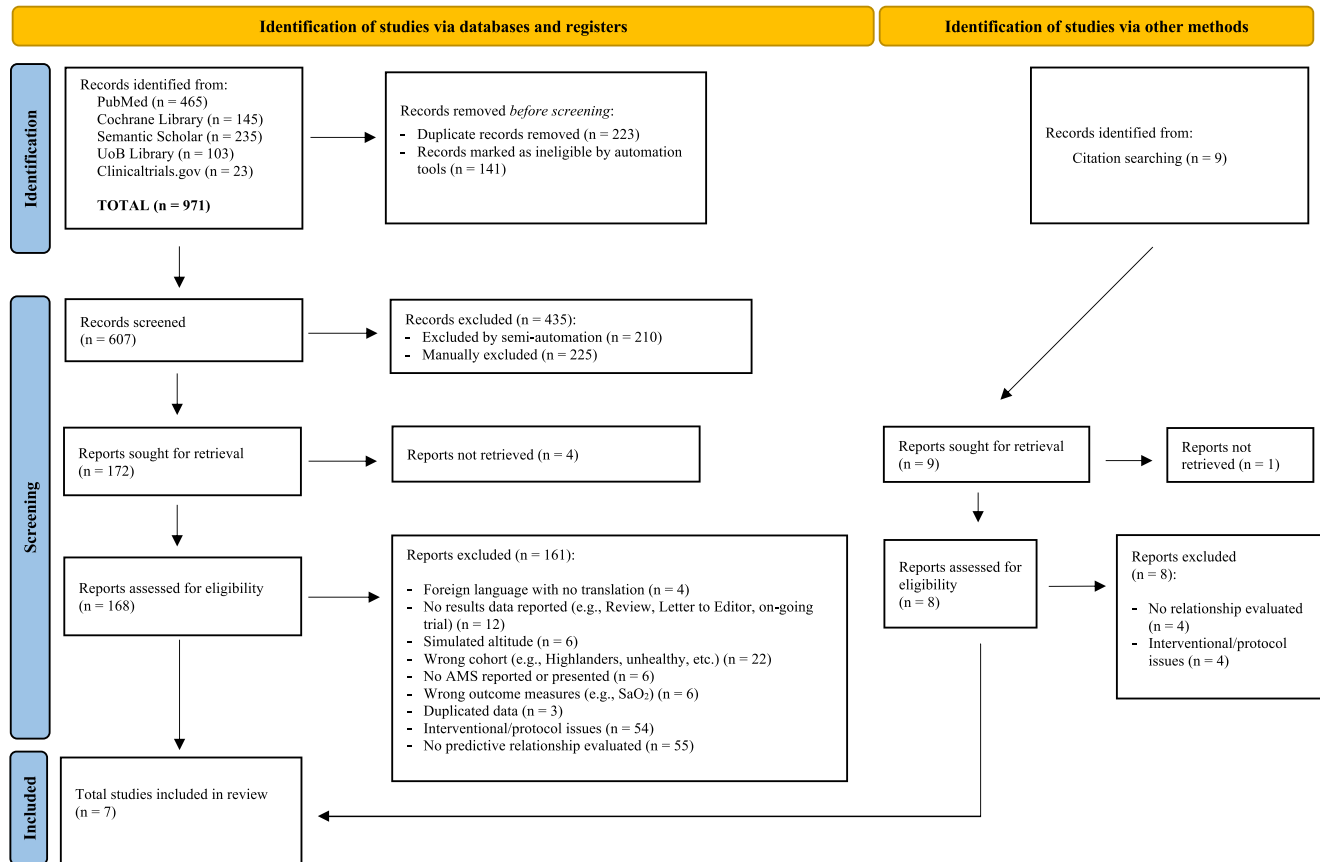 Identification of studies via databases and registers
Identification of studies via other methods
Identification
Records identified from:
PubMed (n = 465)
Cochrane Library (n = 145)
Semantic Scholar (n = 235)
UoB Library (n = 103)
Clinicaltrials.gov (n = 23)
TOTAL (n = 971)
Records removed before screening:
- Duplicate records removed (n = 223)
- Records marked as ineligible by automation
tools (n = 141)
Records identified from:
Citation searching (n = 9)
Screening
Records screened
(n = 607)
Records excluded (n = 435):
- Excluded by semi-automation (n = 210)
- Manually excluded (n = 225)
Reports sought for retrieval
(n = 172)
Reports not retrieved (n = 4)
Reports sought for retrieval
(n = 9)
Reports not
retrieved (n = 1)
Reports assessed for eligibility
(n = 168)
Reports excluded (n = 161):
- Foreign language with no translation (n = 4)
- No results data reported (e.g., Review, Letter to Editor, on-going
trial) (n = 12)
- Simulated altitude (n = 6)
- Wrong cohort (e.g., Highlanders, unhealthy, etc.) (n = 22)
- No AMS reported or presented (n = 6)
- Wrong outcome measures (e.g., SaO₂) (n = 6)
- Duplicated data (n = 3)
- Interventional/protocol issues (n = 54)
- No predictive relationship evaluated (n = 55)
Reports assessed for
eligibility
(n = 8)
Reports excluded
(n = 8):
- No relationship evaluated
(n = 4)
- Interventional/protocol
issues (n = 4)
Included
Total studies included in review
(n = 7)